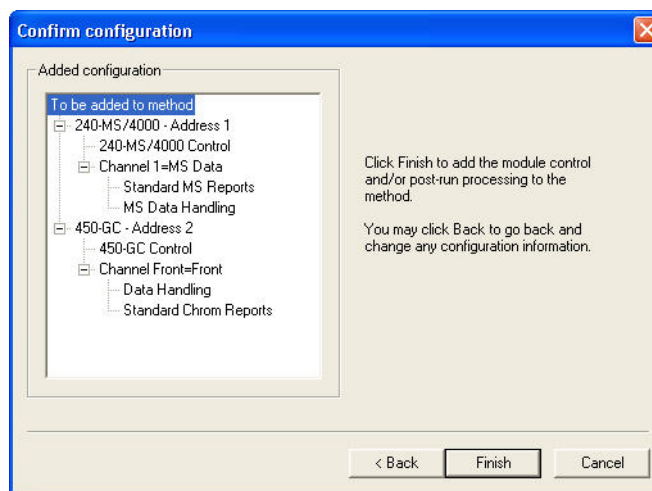 Confirm configuration
Added configuration
To be added to method
240-MS/4000 - Address 1
240-MS/4000 Control
Channel 1=MS Data
Standard MS Reports
MS Data Handling
450-GC - Address 2
450-GC Control
Channel Front=Front
Data Handling
Standard Chrom Reports
Click Finish to add the module control
and/or post-run processing to the
method.
You may click Back to go back and
change any configuration information.
< Back
Finish
Cancel